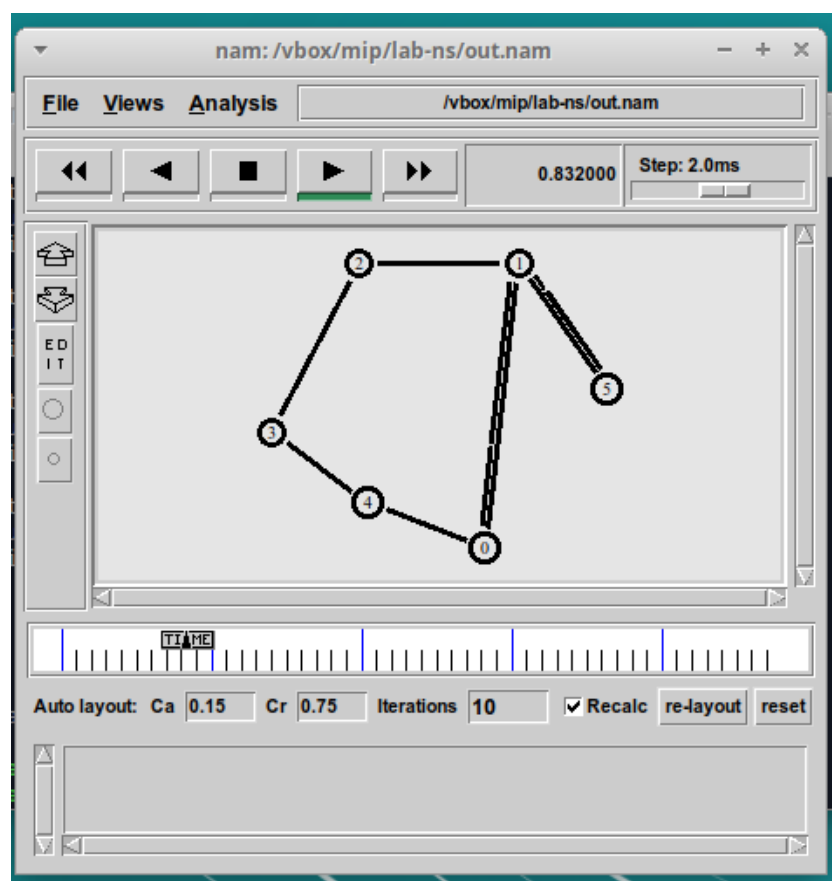 nam: /vbox/mip/lab-ns/out.nam
File Views Analysis /vbox/mip/lab-ns/out.nam
0.832000 Step: 2.0ms
2 1
ED
IT
5
3
4
0
TIME
Auto layout: Ca 0.15 Cr 0.75 Iterations 10 Recalc re-layout reset